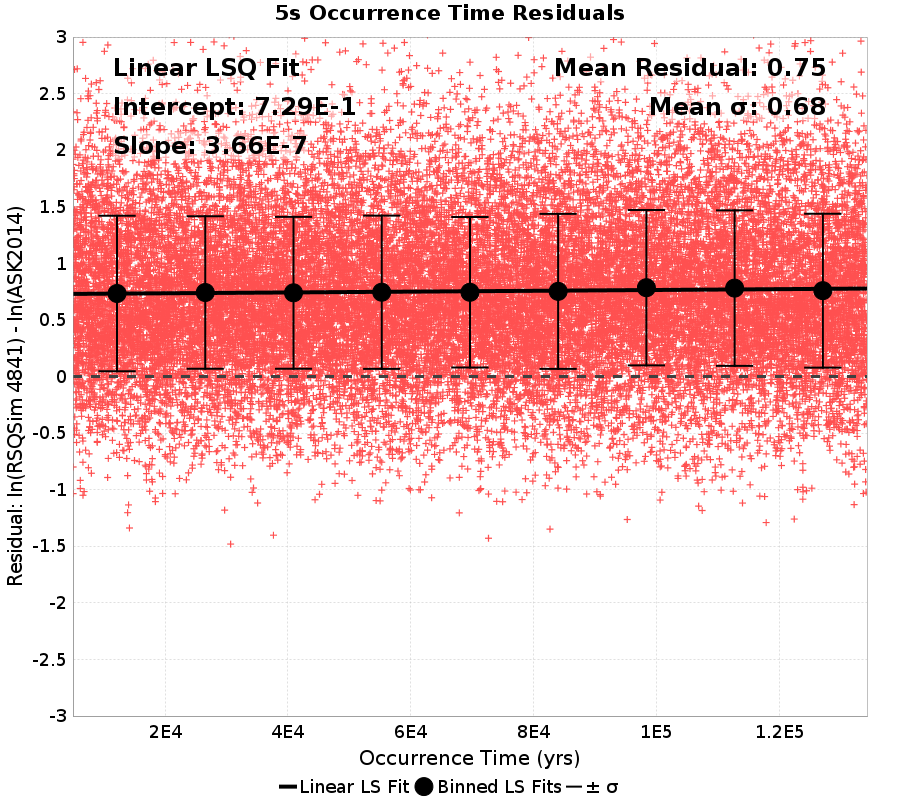 5s Occurrence Time Residuals
Linear LSQ Fit
Intercept: 7.29E-1
Slope: 3.66E-7
Mean Residual: 0.75
Mean σ: 0.68
Residual: ln(RSQSim 4841) - ln(ASK2014)
3
2.5
2
1.5
1
0.5
0
-0.5
-1
-1.5
-2
-2.5
-3
2E4 4E4 6E4 8E4 1E5 1.2E5
Occurrence Time (yrs)
Linear LS Fit Binned LS Fits ± σ